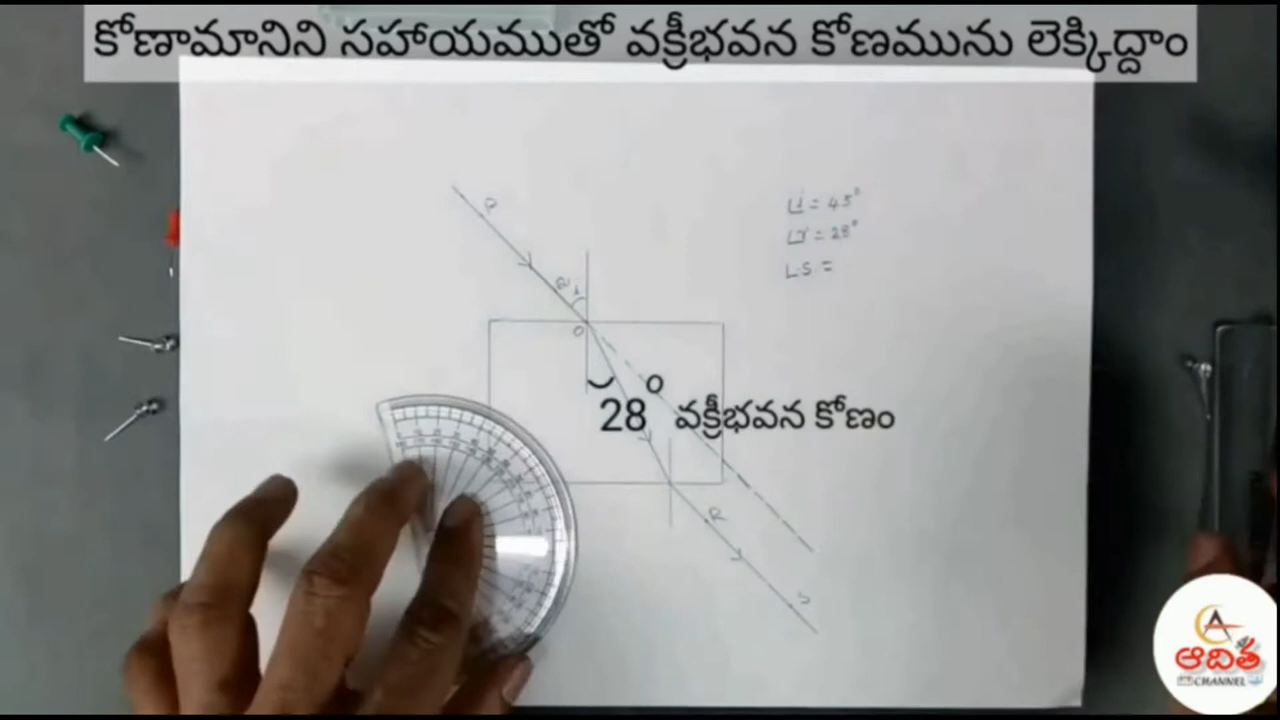 కోణామానిని సహాయముతో వక్రీభవన కోణమును లెక్కిద్దాం
P
∠i = 45°
∠r = 28°
∠S =
Q i
O
28° వక్రీభవన కోణం
R
S
ఆదిత్య
CHANNEL